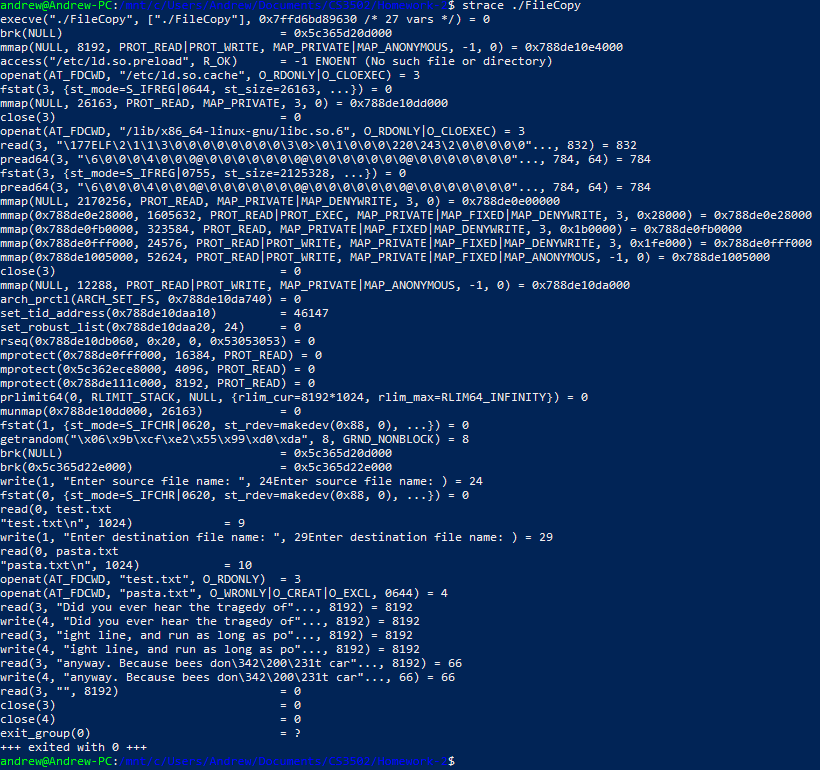 andrew@Andrew-PC:/mnt/c/Users/Andrew/Documents/CS3502/Homework-2$ strace ./FileCopy
execve("./FileCopy", ["./FileCopy"], 0x7ffd6bd89630 /* 27 vars */) = 0
brk(NULL) = 0x5c365d20d000
mmap(NULL, 8192, PROT_READ|PROT_WRITE, MAP_PRIVATE|MAP_ANONYMOUS, -1, 0) = 0x788de10e4000
access("/etc/ld.so.preload", R_OK) = -1 ENOENT (No such file or directory)
openat(AT_FDCWD, "/etc/ld.so.cache", O_RDONLY|O_CLOEXEC) = 3
fstat(3, {st_mode=S_IFREG|0644, st_size=26163, ...}) = 0
mmap(NULL, 26163, PROT_READ, MAP_PRIVATE, 3, 0) = 0x788de10dd000
close(3) = 0
openat(AT_FDCWD, "/lib/x86_64-linux-gnu/libc.so.6", O_RDONLY|O_CLOEXEC) = 3
read(3, "\177ELF\2\1\1\3\0\0\0\0\0\0\0\0\3\0>\0\1\0\0\0\220\243\2\0\0\0\0\0"..., 832) = 832
pread64(3, "\6\0\0\0\4\0\0\0@\0\0\0\0\0\0\0@\0\0\0\0\0\0\0@\0\0\0\0\0\0\0"..., 784, 64) = 784
fstat(3, {st_mode=S_IFREG|0755, st_size=2125328, ...}) = 0
pread64(3, "\6\0\0\0\4\0\0\0@\0\0\0\0\0\0\0@\0\0\0\0\0\0\0@\0\0\0\0\0\0\0"..., 784, 64) = 784
mmap(NULL, 2170256, PROT_READ, MAP_PRIVATE|MAP_DENYWRITE, 3, 0) = 0x788de0e00000
mmap(0x788de0e28000, 1605632, PROT_READ|PROT_EXEC, MAP_PRIVATE|MAP_FIXED|MAP_DENYWRITE, 3, 0x28000) = 0x788de0e28000
mmap(0x788de0fb0000, 323584, PROT_READ, MAP_PRIVATE|MAP_FIXED|MAP_DENYWRITE, 3, 0x1b0000) = 0x788de0fb0000
mmap(0x788de0fff000, 24576, PROT_READ|PROT_WRITE, MAP_PRIVATE|MAP_FIXED|MAP_DENYWRITE, 3, 0x1fe000) = 0x788de0fff000
mmap(0x788de1005000, 52624, PROT_READ|PROT_WRITE, MAP_PRIVATE|MAP_FIXED|MAP_ANONYMOUS, -1, 0) = 0x788de1005000
close(3) = 0
mmap(NULL, 12288, PROT_READ|PROT_WRITE, MAP_PRIVATE|MAP_ANONYMOUS, -1, 0) = 0x788de10da000
arch_prctl(ARCH_SET_FS, 0x788de10da740) = 0
set_tid_address(0x788de10daa10) = 46147
set_robust_list(0x788de10daa20, 24) = 0
rseq(0x788de10db060, 0x20, 0, 0x53053053) = 0
mprotect(0x788de0fff000, 16384, PROT_READ) = 0
mprotect(0x5c362ece8000, 4096, PROT_READ) = 0
mprotect(0x788de111c000, 8192, PROT_READ) = 0
prlimit64(0, RLIMIT_STACK, NULL, {rlim_cur=8192*1024, rlim_max=RLIM64_INFINITY}) = 0
munmap(0x788de10dd000, 26163) = 0
fstat(1, {st_mode=S_IFCHR|0620, st_rdev=makedev(0x88, 0), ...}) = 0
getrandom("\x06\x9b\xcf\xe2\x55\x99\xd0\xda", 8, GRND_NONBLOCK) = 8
brk(NULL) = 0x5c365d20d000
brk(0x5c365d22e000) = 0x5c365d22e000
write(1, "Enter source file name: ", 24Enter source file name: ) = 24
fstat(0, {st_mode=S_IFCHR|0620, st_rdev=makedev(0x88, 0), ...}) = 0
read(0, test.txt
"test.txt\n", 1024) = 9
write(1, "Enter destination file name: ", 29Enter destination file name: ) = 29
read(0, pasta.txt
"pasta.txt\n", 1024) = 10
openat(AT_FDCWD, "test.txt", O_RDONLY) = 3
openat(AT_FDCWD, "pasta.txt", O_WRONLY|O_CREAT|O_EXCL, 0644) = 4
read(3, "Did you ever hear the tragedy of"..., 8192) = 8192
write(4, "Did you ever hear the tragedy of"..., 8192) = 8192
read(3, "ight line, and run as long as po"..., 8192) = 8192
write(4, "ight line, and run as long as po"..., 8192) = 8192
read(3, "anyway. Because bees don\342\200\231t car"..., 8192) = 66
write(4, "anyway. Because bees don\342\200\231t car"..., 66) = 66
read(3, "", 8192) = 0
close(3) = 0
close(4) = 0
exit_group(0) = ?
+++ exited with 0 +++
andrew@Andrew-PC:/mnt/c/Users/Andrew/Documents/CS3502/Homework-2$